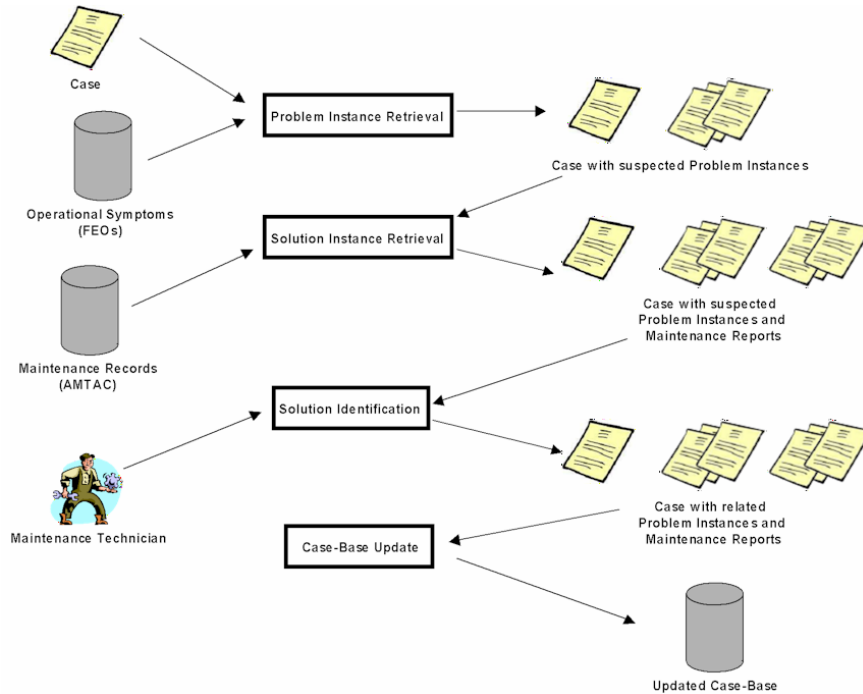 Case
Problem Instance Retrieval
Case with suspected Problem Instances
Operational Symptoms
(FEOs)
Solution Instance Retrieval
Case with suspected
Problem Instances and
Maintenance Reports
Maintenance Records
(AMTAC)
Solution Identification
Case with related
Problem Instances and
Maintenance Reports
Maintenance Technician
Case-Base Update
Updated Case-Base